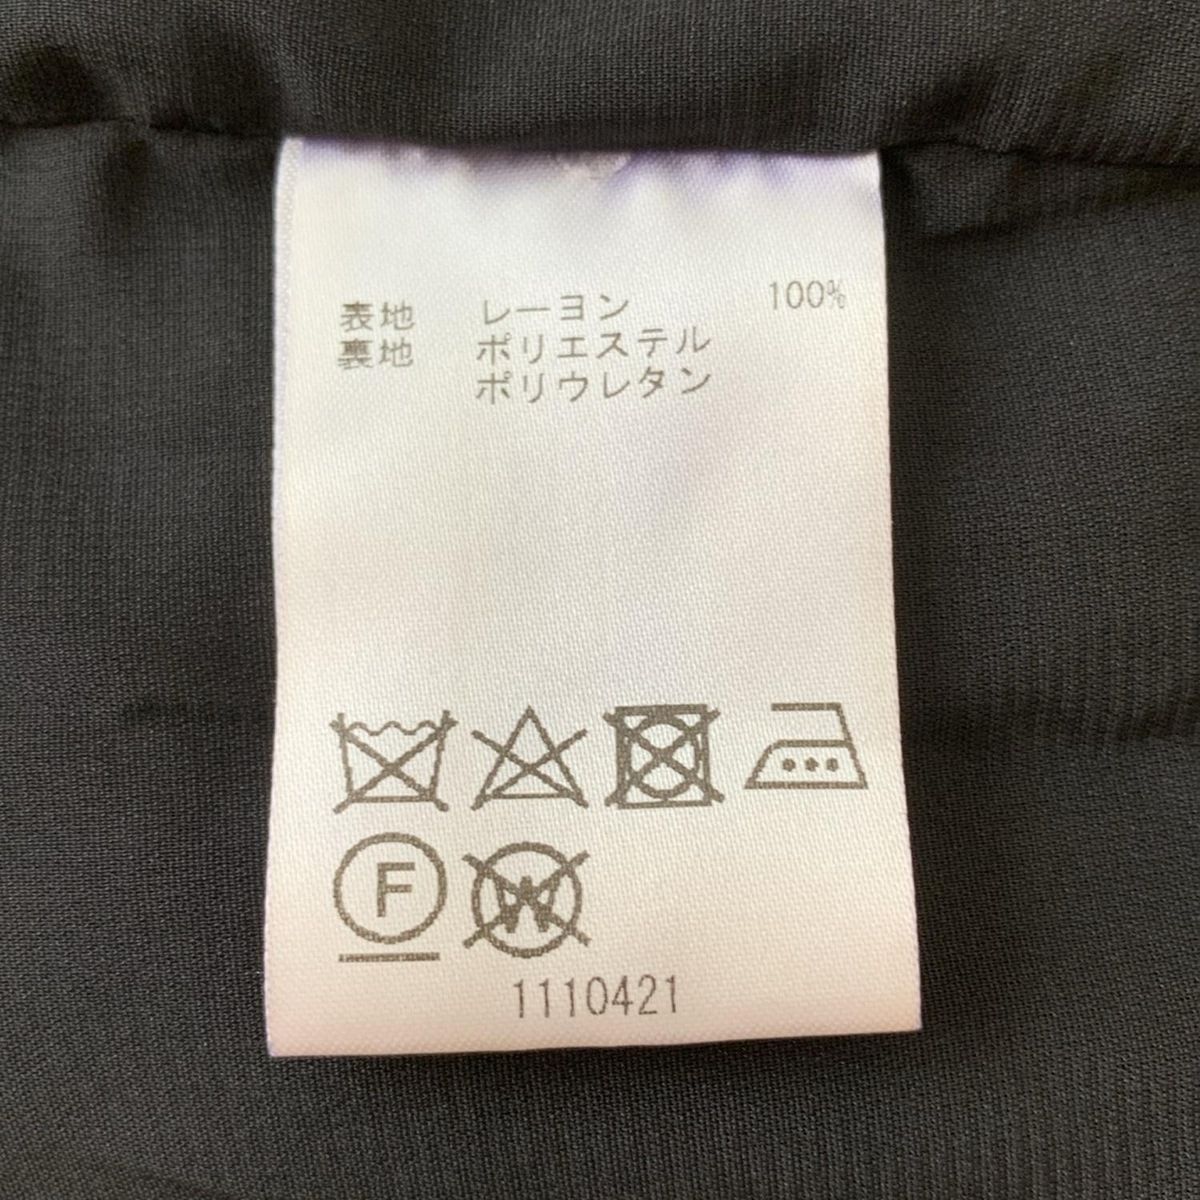 表地 レーヨン 100%
裏地 ポリエステル
ポリウレタン
F
W
1110421